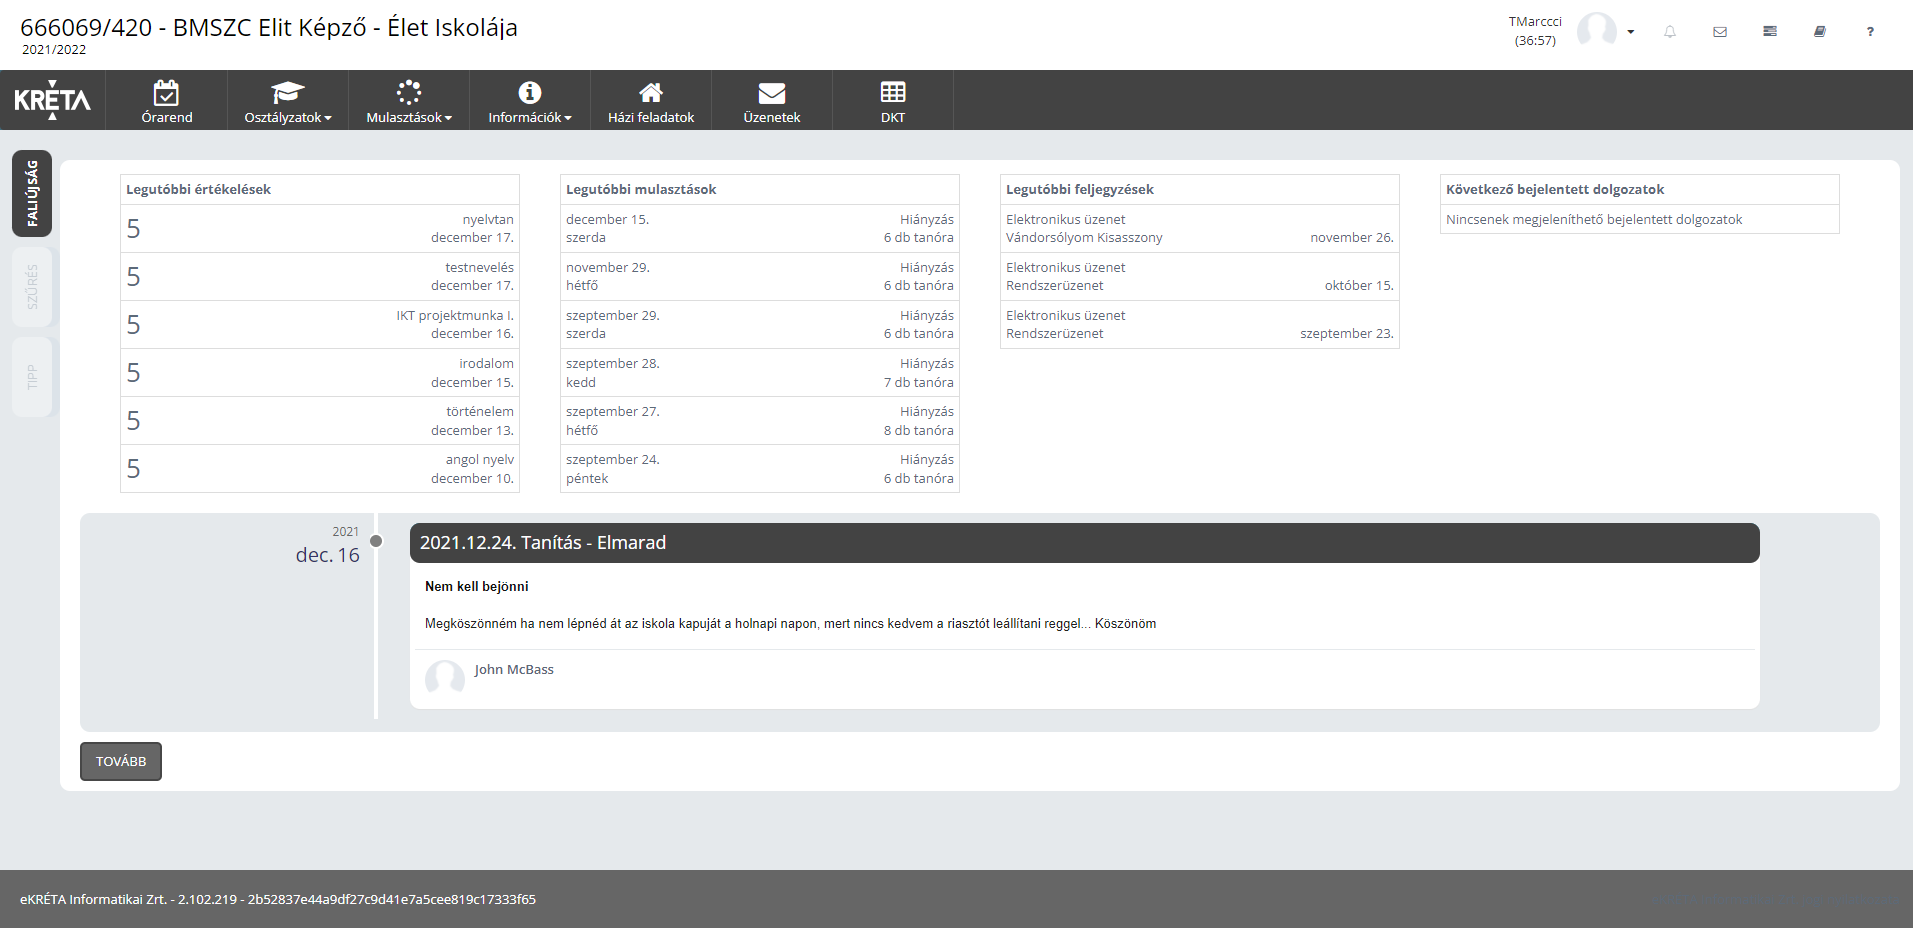 666069/420 - BMSZC Elit Képző - Élet Iskolája
2021/2022
TMarccci
(36:57)
?
KRÉTA
Órarend
Osztályzatok
Mulasztások
Információk
Házi feladatok
Üzenetek
DKT
FALIÚJSÁG
SZŰRÉS
TIPP
Legutóbbi értékelések
5 nyelvtan
december 17.
5 testnevelés
december 17.
5 IKT projektmunka I.
december 16.
5 irodalom
december 15.
5 történelem
december 13.
5 angol nyelv
december 10.
Legutóbbi mulasztások
december 15. Hiányzás
szerda 6 db tanóra
november 29. Hiányzás
hétfő 6 db tanóra
szeptember 29. Hiányzás
szerda 6 db tanóra
szeptember 28. Hiányzás
kedd 7 db tanóra
szeptember 27. Hiányzás
hétfő 8 db tanóra
szeptember 24. Hiányzás
péntek 6 db tanóra
Legutóbbi feljegyzések
Elektronikus üzenet
Vándorsólyom Kisasszony november 26.
Elektronikus üzenet
Rendszerüzenet október 15.
Elektronikus üzenet
Rendszerüzenet szeptember 23.
Következő bejelentett dolgozatok
Nincsenek megjeleníthető bejelentett dolgozatok
2021
dec. 16
2021.12.24. Tanítás - Elmarad
Nem kell bejönni
Megköszönném ha nem lépnéd át az iskola kapuját a holnapi napon, mert nincs kedvem a riasztót leállítani reggel... Köszönöm
John McBass
TOVÁBB
eKRÉTA Informatikai Zrt. - 2.102.219 - 2b52837e44a9df27c9d41e7a5cee819c17333f65